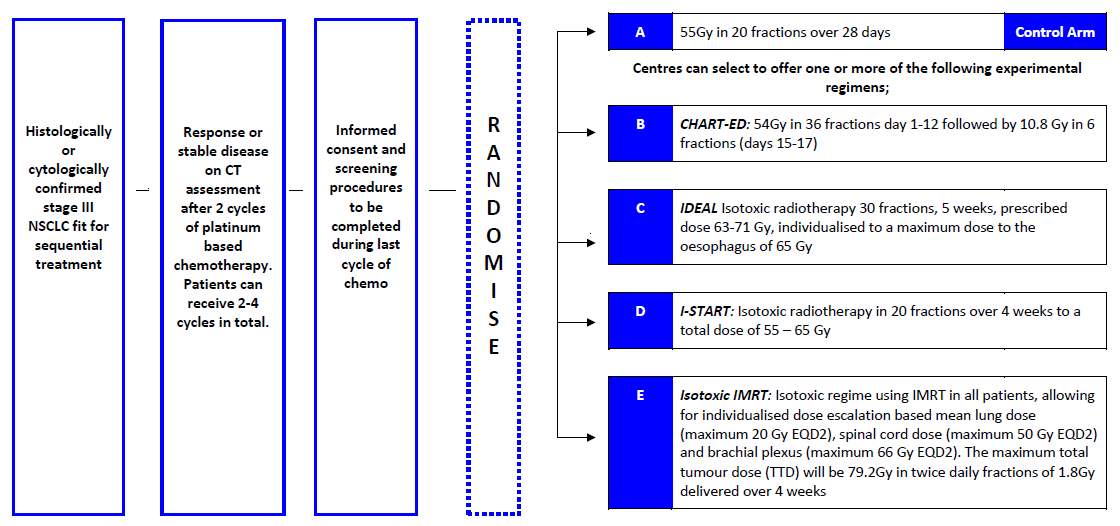 Histologically
or
cytologically
confirmed
stage III
NSCLC fit for
sequential
treatment
Response or
stable disease
on CT
assessment
after 2 cycles
of platinum
based
chemotherapy.
Patients can
receive 2-4
cycles in total.
Informed
consent and
screening
procedures
to be
completed
during last
cycle of
chemo
R
A
N
D
O
M
I
S
E
A
55Gy in 20 fractions over 28 days
Control Arm
Centres can select to offer one or more of the following experimental
regimens;
B
CHART-ED: 54Gy in 36 fractions day 1-12 followed by 10.8 Gy in 6
fractions (days 15-17)
C
IDEAL Isotoxic radiotherapy 30 fractions, 5 weeks, prescribed
dose 63-71 Gy, individualised to a maximum dose to the
oesophagus of 65 Gy
D
I-START: Isotoxic radiotherapy in 20 fractions over 4 weeks to a
total dose of 55 – 65 Gy
E
Isotoxic IMRT: Isotoxic regime using IMRT in all patients, allowing
for individualised dose escalation based mean lung dose
(maximum 20 Gy EQD2), spinal cord dose (maximum 50 Gy EQD2)
and brachial plexus (maximum 66 Gy EQD2). The maximum total
tumour dose (TTD) will be 79.2Gy in twice daily fractions of 1.8Gy
delivered over 4 weeks